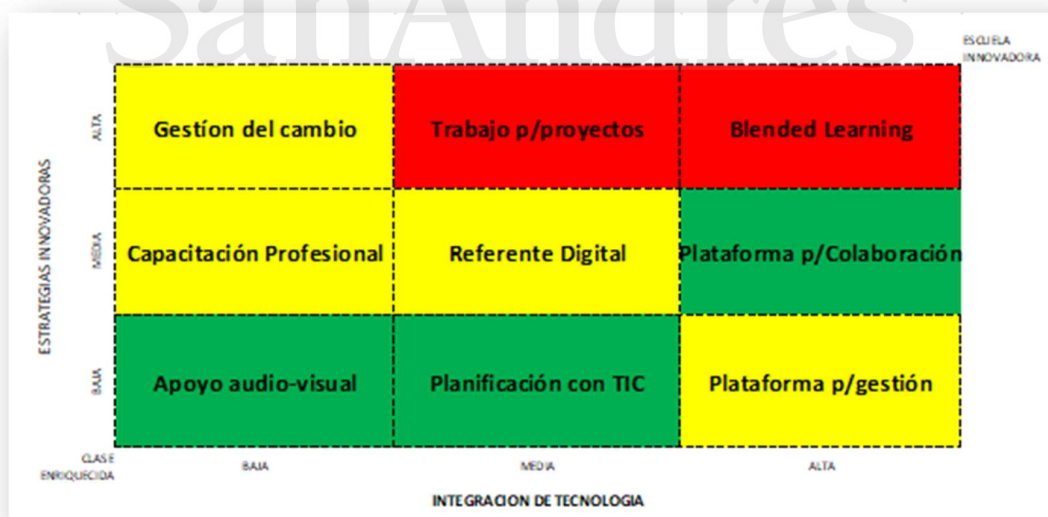 SanAndrés
ESCUELA
INNOVADORA
ESTRATEGIAS INNOVADORAS
ALTA
Gestíon del cambio
Trabajo p/proyectos
Blended Learning
MEDIA
Capacitación Profesional
Referente Digital
Plataforma p/Colaboración
BAJA
Apoyo audio-visual
Planificación con TIC
Plataforma p/gestión
CLASE
ENRIQUECIDA
BAJA
MEDIA
ALTA
INTEGRACION DE TECNOLOGIA